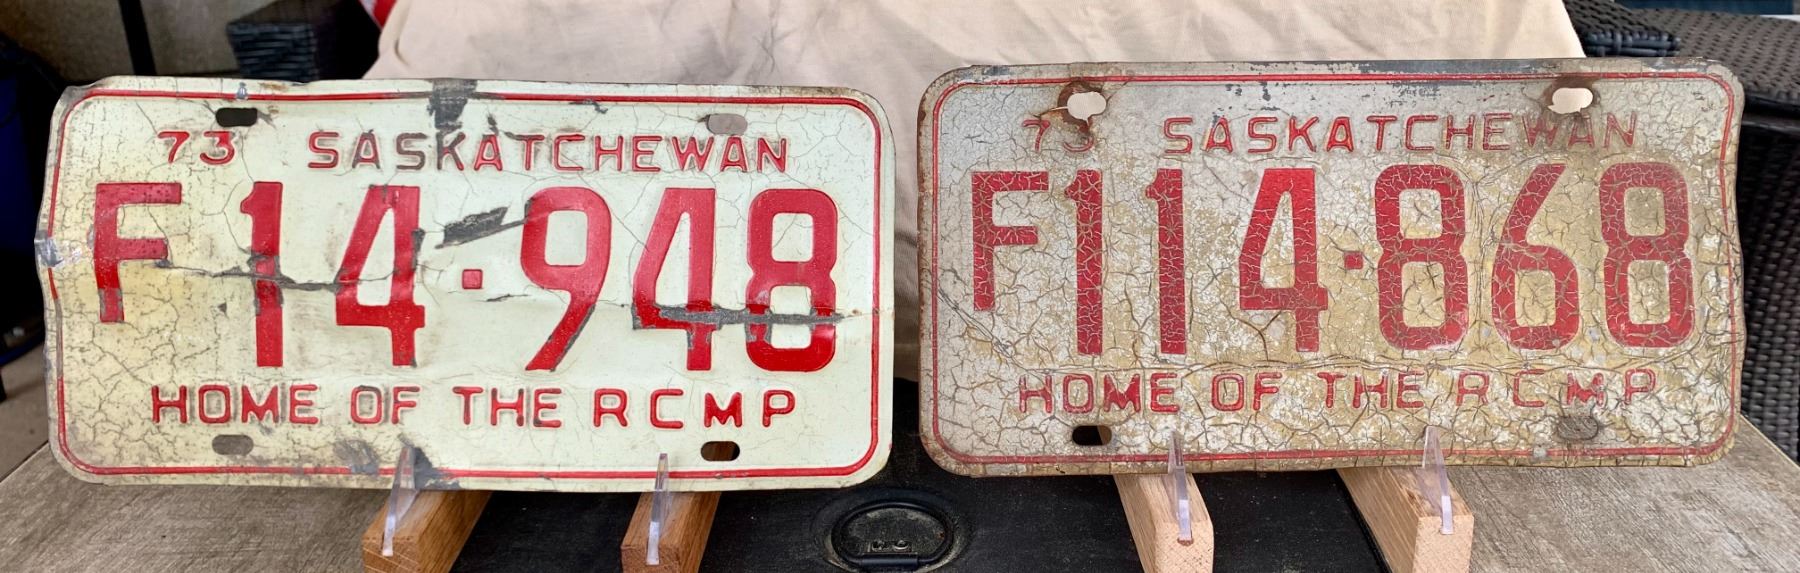 73 SASKATCHEWAN
F 14·948
HOME OF THE RCMP
73 SASKATCHEWAN
F114·868
HOME OF THE RCMP